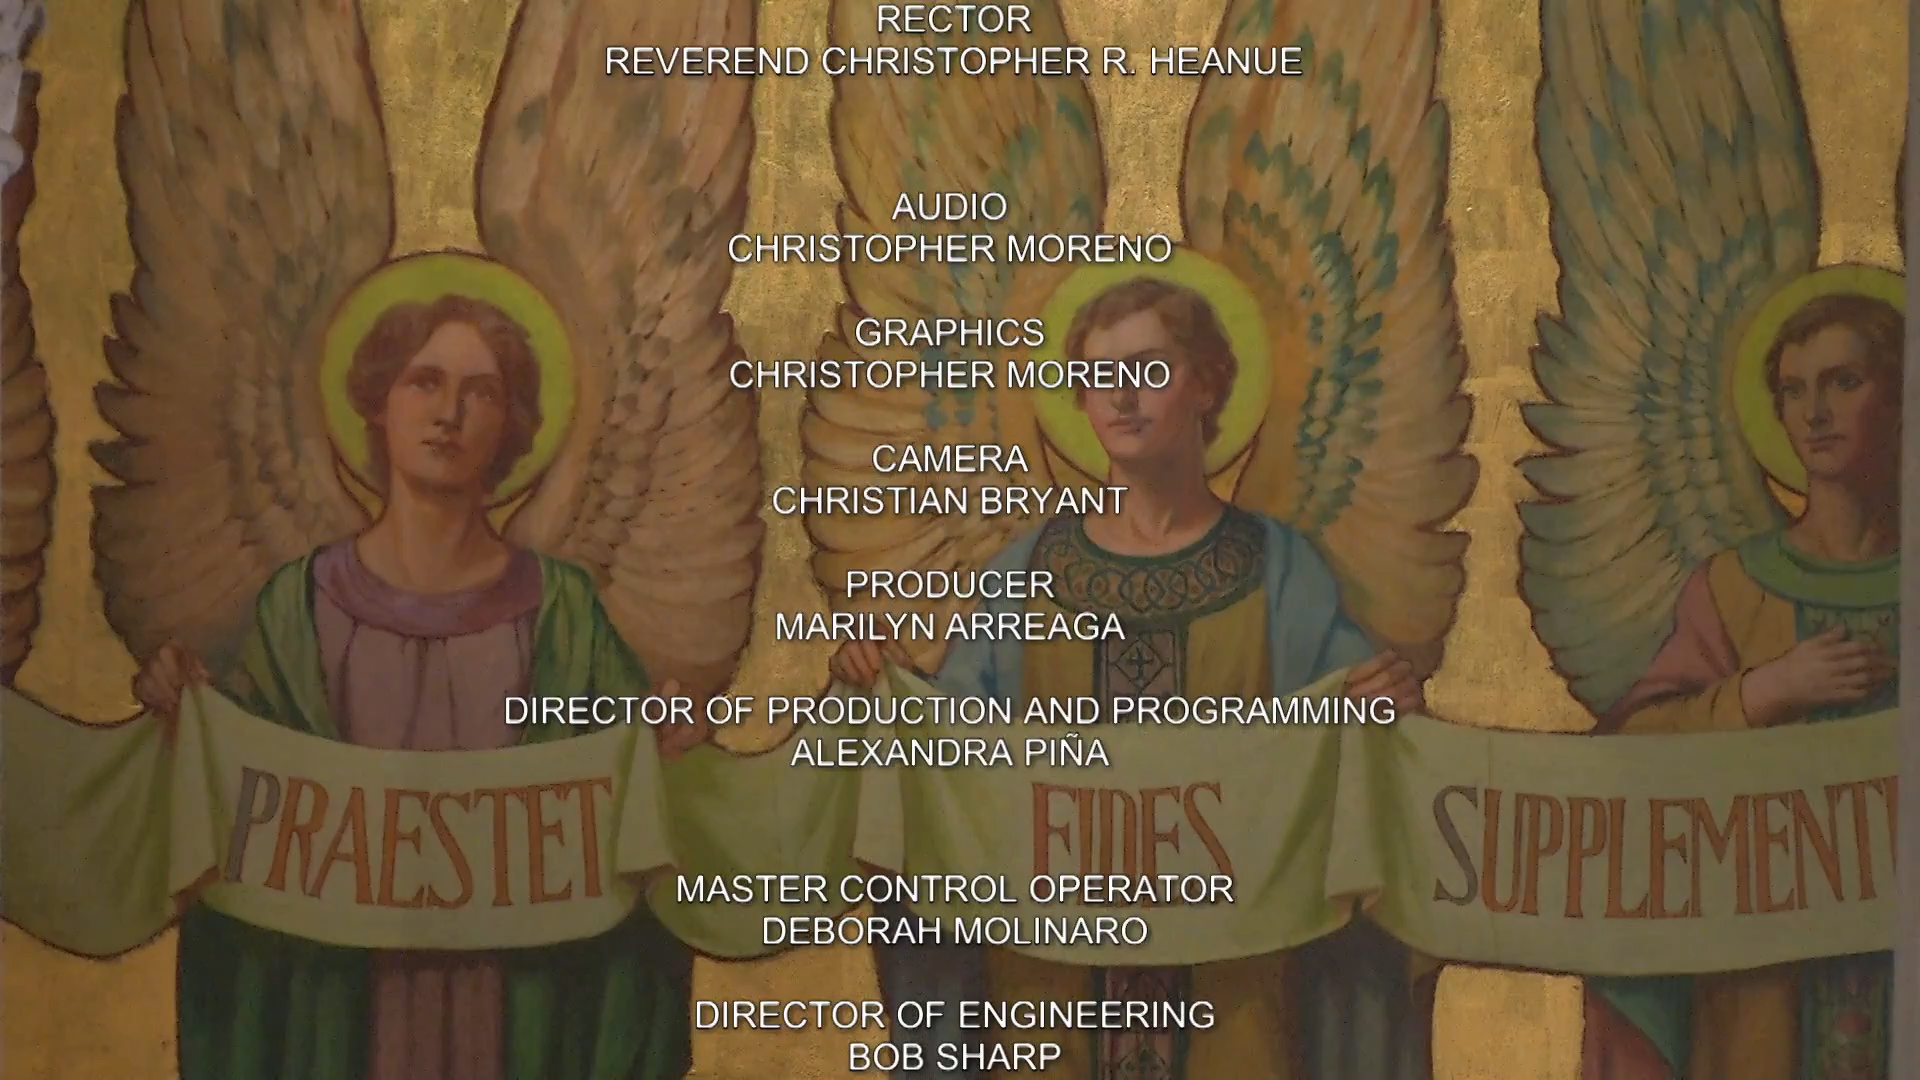 RECTOR
REVEREND CHRISTOPHER R. HEANUE
AUDIO
CHRISTOPHER MORENO
GRAPHICS
CHRISTOPHER MORENO
CAMERA
CHRISTIAN BRYANT
PRODUCER
MARILYN ARREAGA
DIRECTOR OF PRODUCTION AND PROGRAMMING
ALEXANDRA PIÑA
PRAESTET FIDES SUPPLEMENT
MASTER CONTROL OPERATOR
DEBORAH MOLINARO
DIRECTOR OF ENGINEERING
BOB SHARP